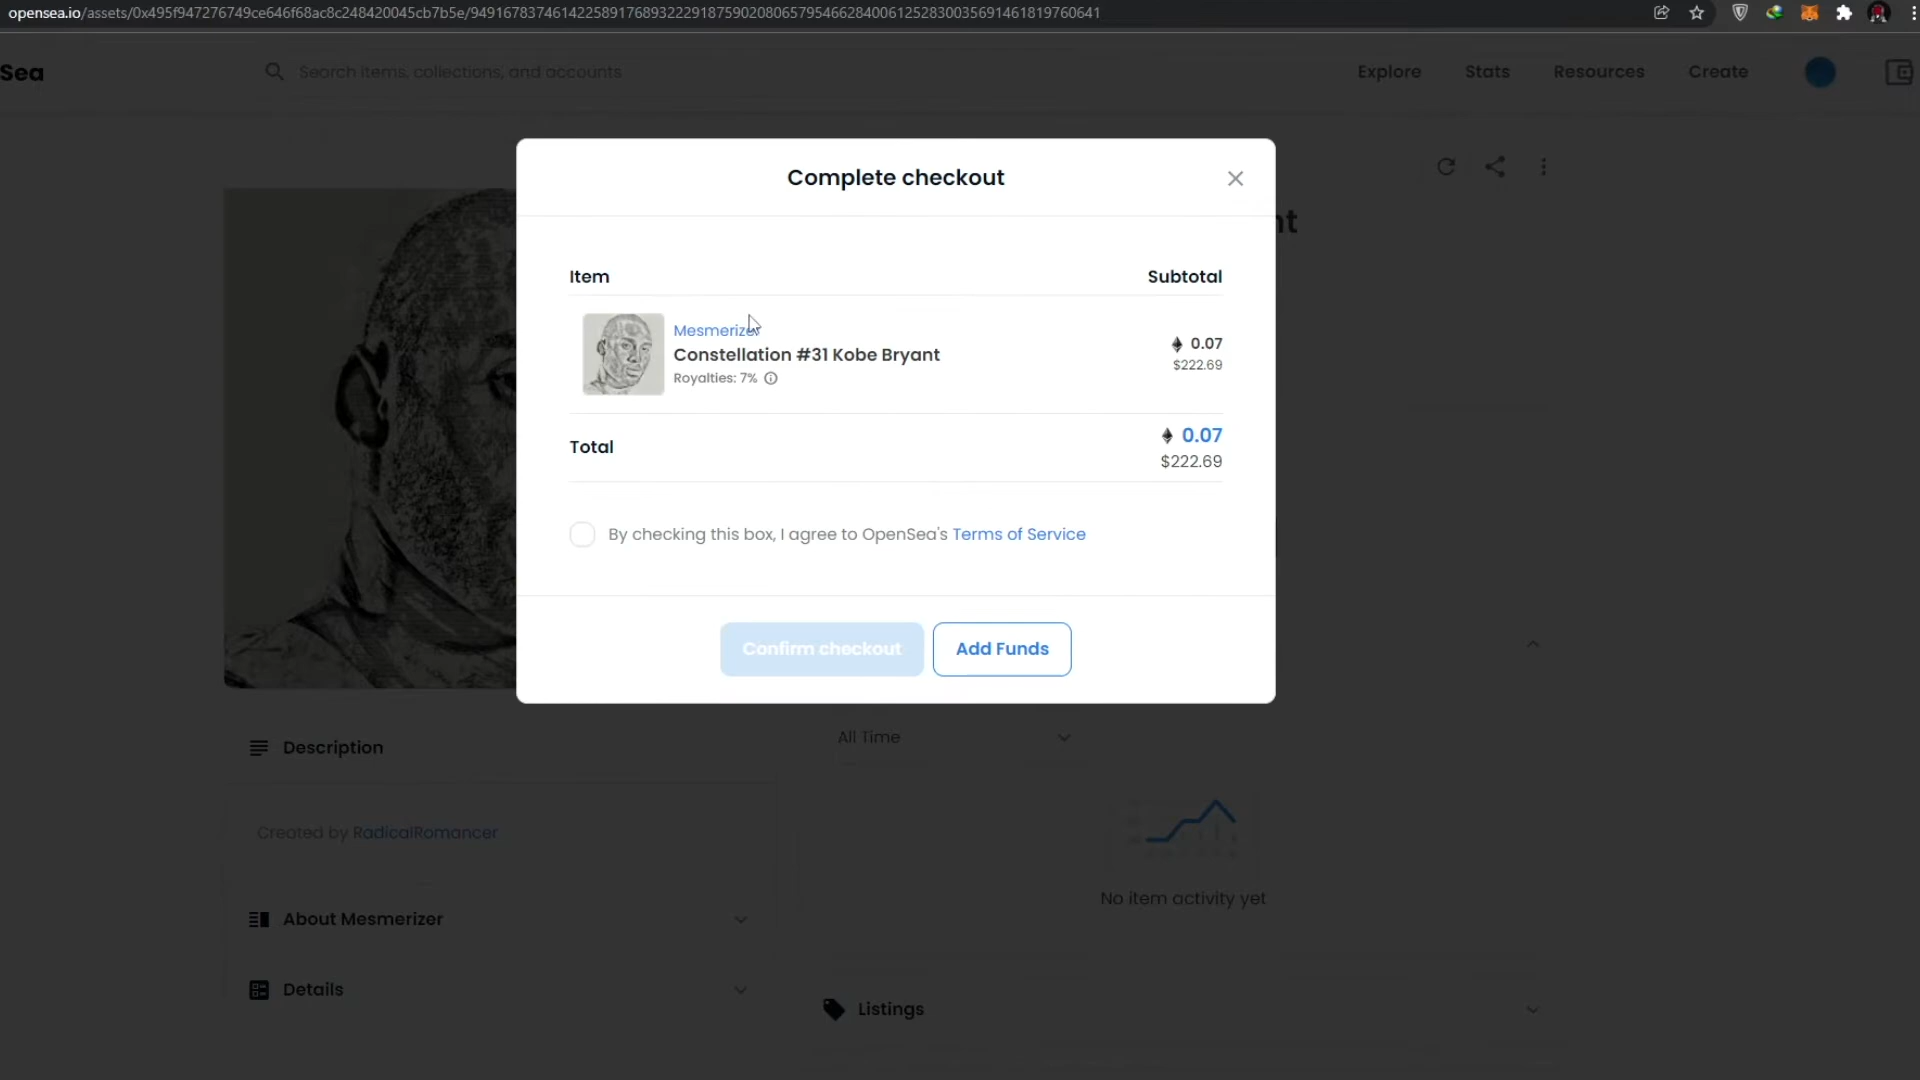 opensea.io/assets/0x495f947276749ce646f68ac8c248420045cb7b5e/94916783746142258917689322291875902080657954662840061252830035691461819760641
Sea
Search items, collections, and accounts
Explore
Stats
Resources
Create
Complete checkout
nt
Item
Subtotal
Mesmerizer
Constellation #31 Kobe Bryant
Royalties: 7%
0.07
$222.69
Total
0.07
$222.69
By checking this box, I agree to OpenSea's Terms of Service
Confirm checkout
Add Funds
Description
All Time
Created by RadicalRomancer
No item activity yet
About Mesmerizer
Details
Listings